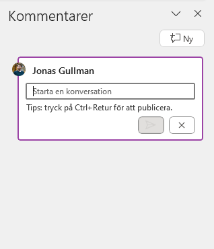 Kommentarer
Ny
Jonas Gullman
Starta en konversation
Tips: tryck på Ctrl+Retur för att publicera.